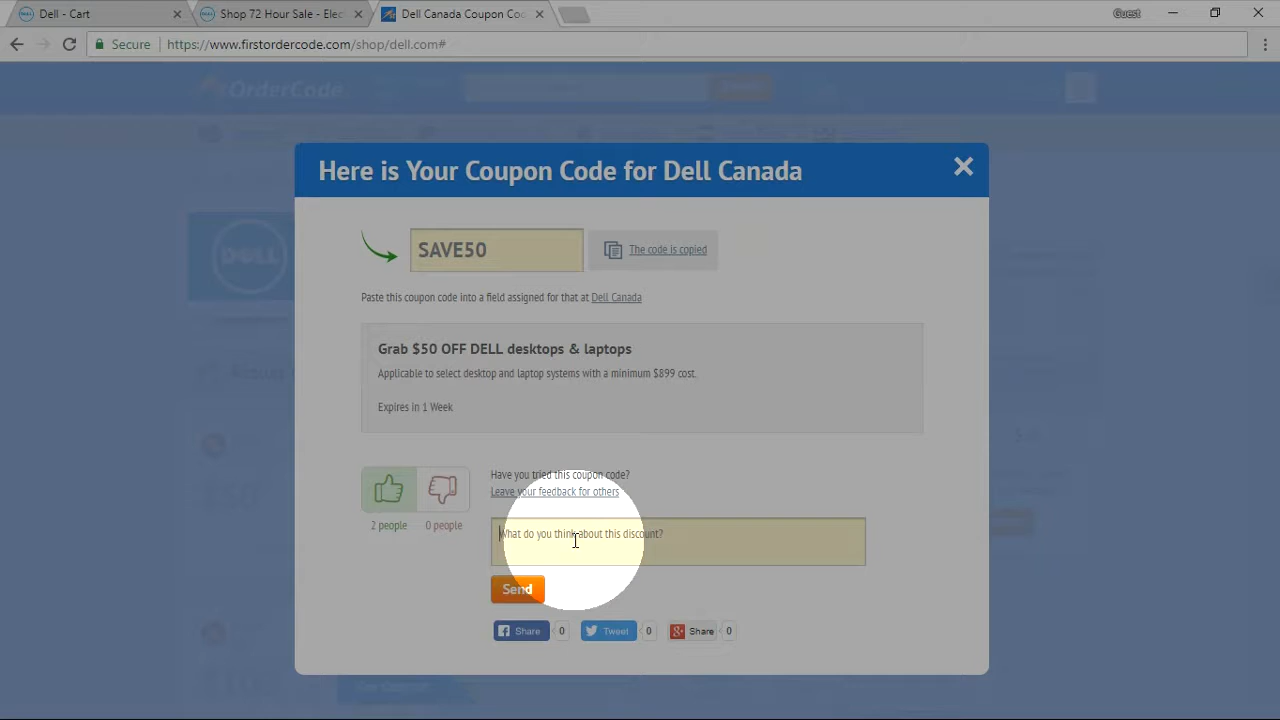 Dell - Cart
Shop 72 Hour Sale - Elec
Dell Canada Coupon Co
Guest
Secure
https://www.firstordercode.com/shop/dell.com#
OrderCode
DELL
Here is Your Coupon Code for Dell Canada
SAVE50
The code is copied
Paste this coupon code into a field assigned for that at Dell Canada
Grab $50 OFF DELL desktops & laptops
Applicable to select desktop and laptop systems with a minimum $899 cost.
Expires in 1 Week
Have you tried this coupon code?
Leave your feedback for others
2 people
0 people
What do you think about this discount?
Send
Share 0
Tweet 0
Share 0